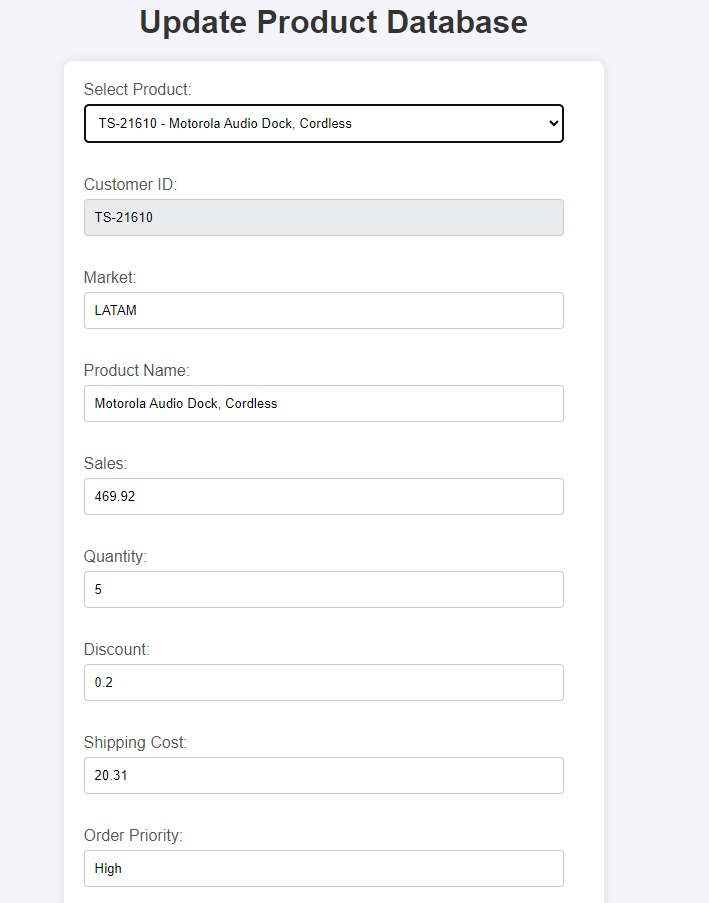 Update Product Database
Select Product:
TS-21610 - Motorola Audio Dock, Cordless
Customer ID:
TS-21610
Market:
LATAM
Product Name:
Motorola Audio Dock, Cordless
Sales:
469.92
Quantity:
5
Discount:
0.2
Shipping Cost:
20.31
Order Priority:
High